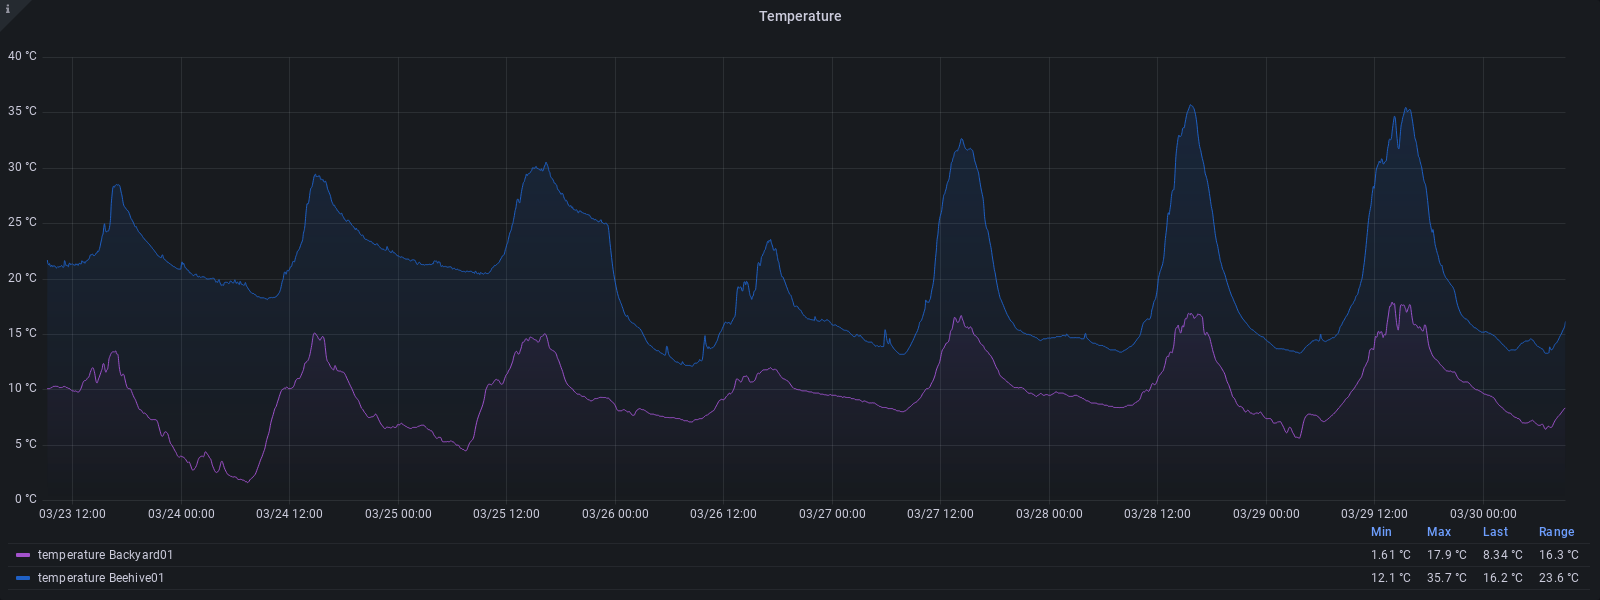 i
Temperature
40 °C
35 °C
30 °C
25 °C
20 °C
15 °C
10 °C
5 °C
0 °C
03/23 12:00 03/24 00:00 03/24 12:00 03/25 00:00 03/25 12:00 03/26 00:00 03/26 12:00 03/27 00:00 03/27 12:00 03/28 00:00 03/28 12:00 03/29 00:00 03/29 12:00 03/30 00:00
Min Max Last Range
temperature Backyard01 1.61 °C 17.9 °C 8.34 °C 16.3 °C
temperature Beehive01 12.1 °C 35.7 °C 16.2 °C 23.6 °C